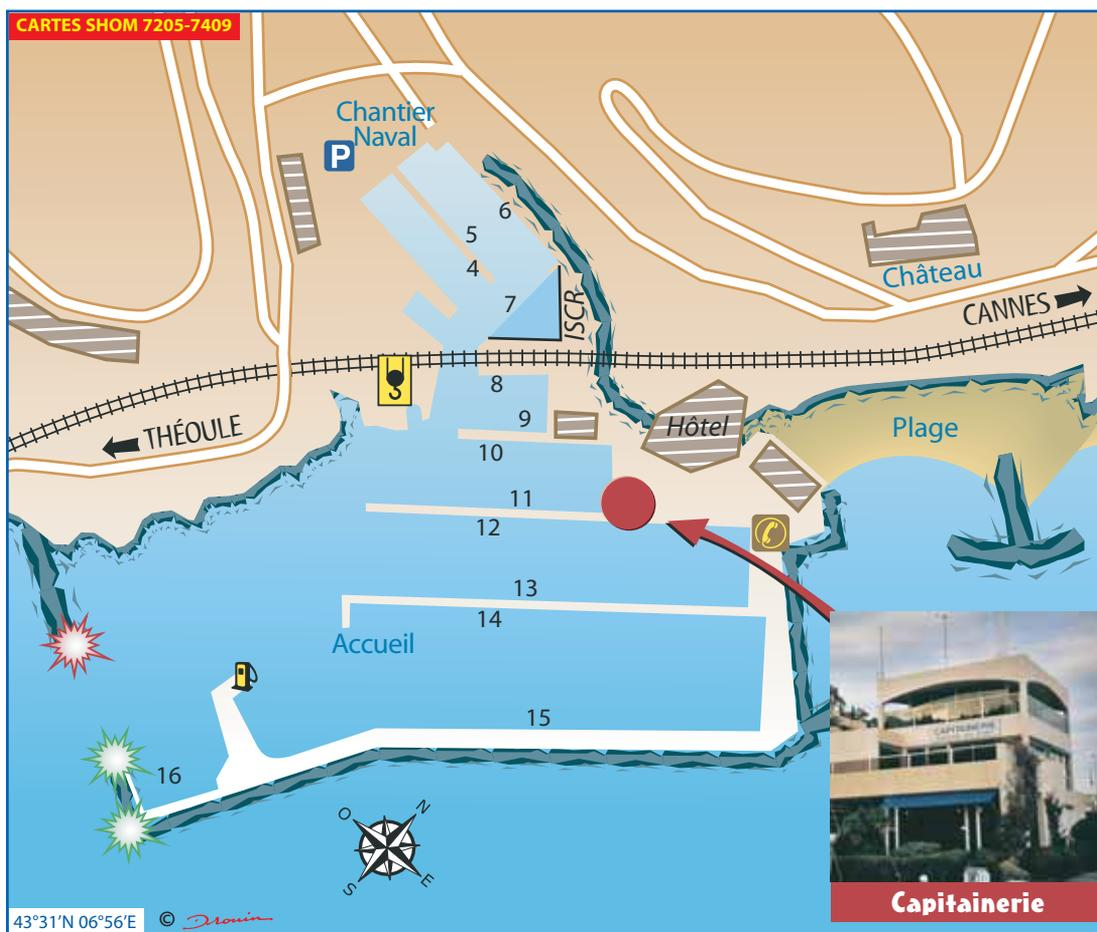 CARTES SHOM 7205-7409
Chantier
Naval
P
6
5
4
7
ISCR
Château
CANNES
8
9
THÉOULE
10
Hôtel
Plage
11
12
13
14
Accueil
15
16
O
N
S
E
CAPITAINERIE
Capitainerie
43°31'N 06°56'E
© Drouin